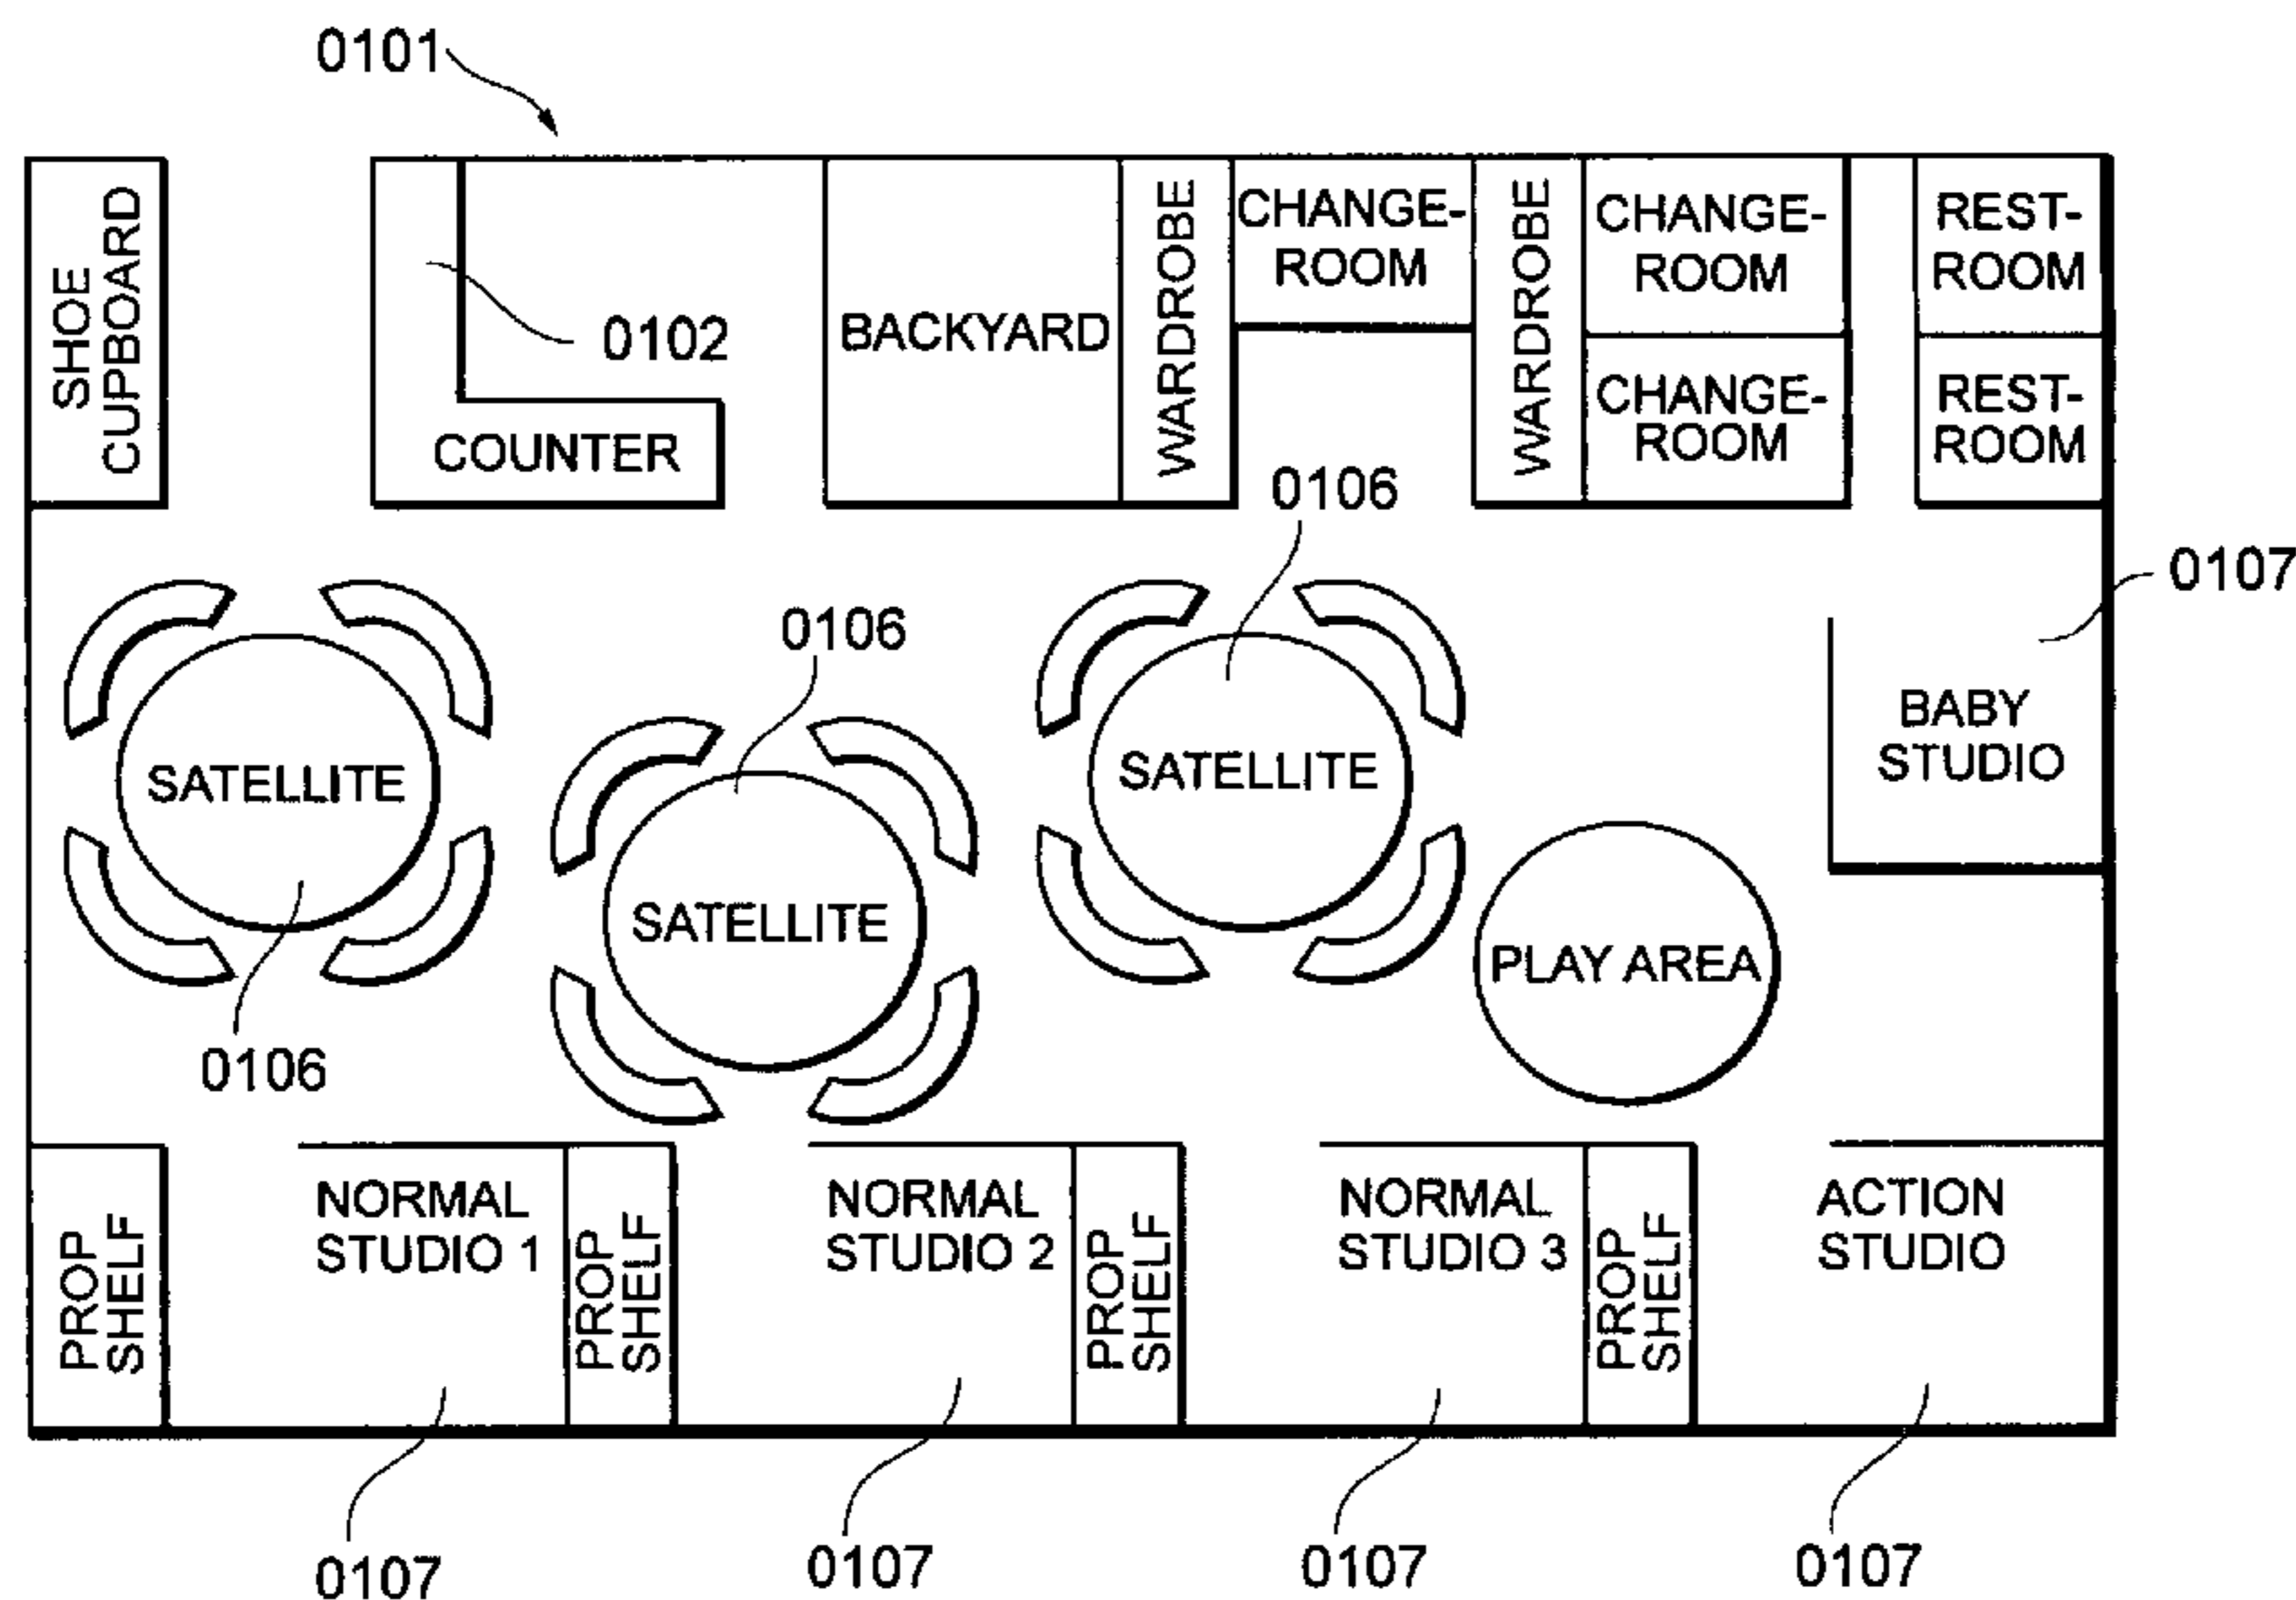 0101
SHOE
CUPBOARD
0102
COUNTER
BACKYARD
WARDROBE
CHANGE-
ROOM
WARDROBE
CHANGE-
ROOM
CHANGE-
ROOM
REST-
ROOM
REST-
ROOM
0106
0107
0106
SATELLITE
SATELLITE
SATELLITE
BABY
STUDIO
PLAY AREA
0106
PROP
SHELF
NORMAL
STUDIO 1
PROP
SHELF
NORMAL
STUDIO 2
PROP
SHELF
NORMAL
STUDIO 3
PROP
SHELF
ACTION
STUDIO
0107
0107
0107
0107